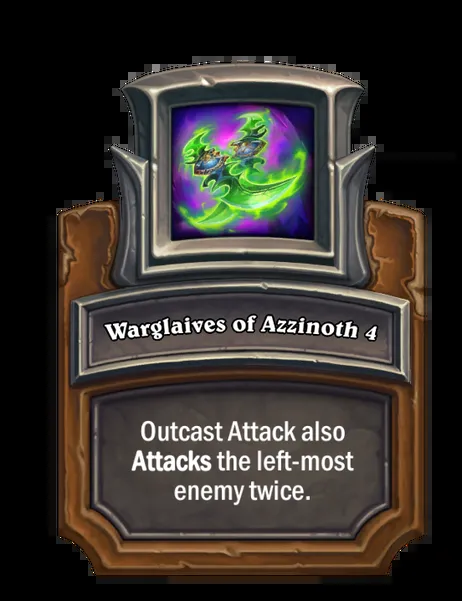 Warglaives of Azzinoth 4
Outcast Attack also
Attacks the left-most
enemy twice.